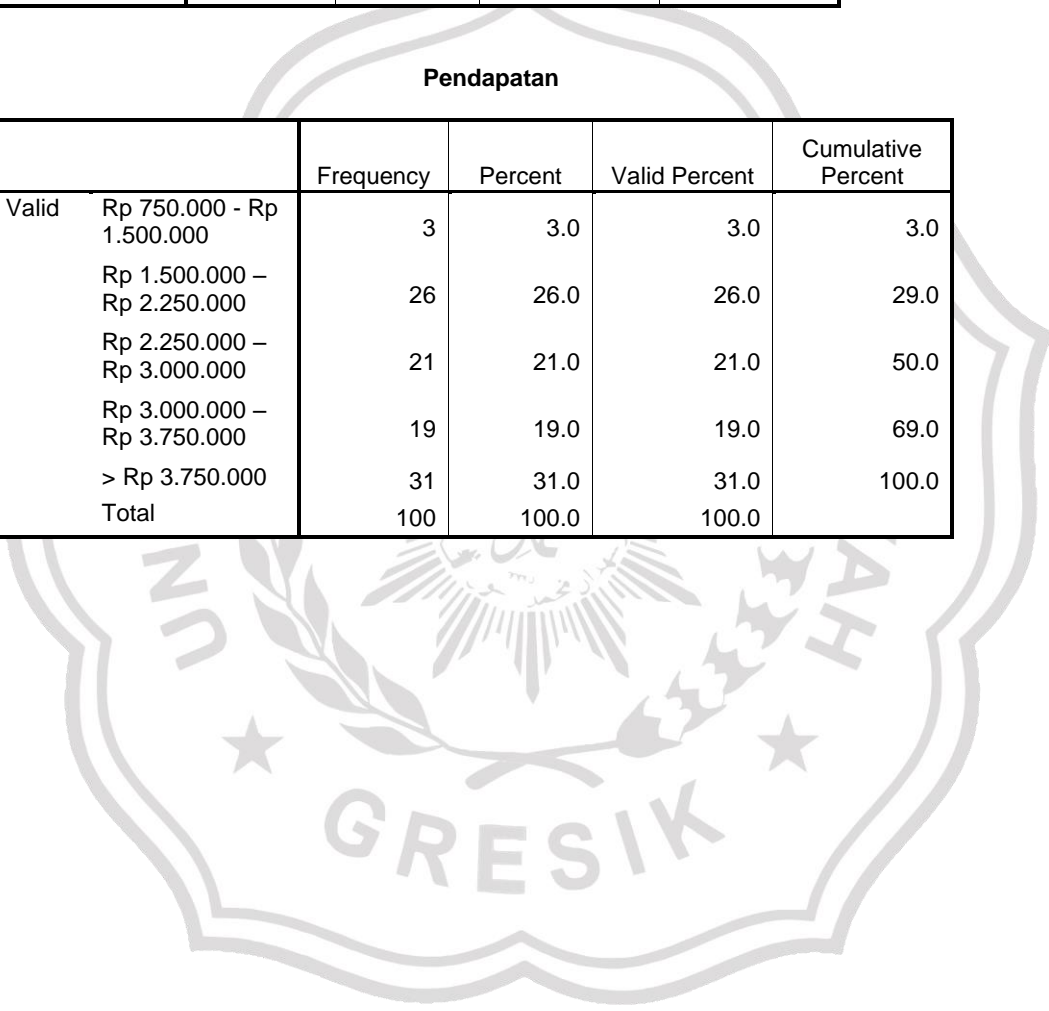 Pendapatan
Frequency Percent Valid Percent Cumulative Percent
Valid Rp 750.000 - Rp 1.500.000 3 3.0 3.0 3.0
Rp 1.500.000 – Rp 2.250.000 26 26.0 26.0 29.0
Rp 2.250.000 – Rp 3.000.000 21 21.0 21.0 50.0
Rp 3.000.000 – Rp 3.750.000 19 19.0 19.0 69.0
> Rp 3.750.000 31 31.0 31.0 100.0
Total 100 100.0 100.0
UN
AH
GRESIK